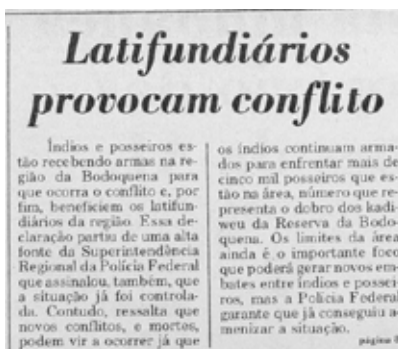 Latifundiários
provocam conflito
Índios e posseiros es-
tão recebendo armas na re-
gião da Bodoquena para
que ocorra o conflito e, por
fim, beneficiem os latifun-
diários da região. Essa de-
claração partiu de uma alta
fonte da Superintendência
Regional da Polícia Federal
que assinalou, também, que
a situação já foi controla-
da. Contudo, ressalta que
novos conflitos, e mortes,
podem vir a ocorrer já que
os índios continuam arma-
dos para enfrentar mais de
cinco mil posseiros que es-
tão na área, número que re-
presenta o dobro dos kadi-
weu da Reserva da Bodo-
quena. Os limites da área
ainda é o importante foco
que poderá gerar novos em-
bates entre índios e possei-
ros, mas a Polícia Federal
garante que já conseguiu a-
menizar a situação.
página